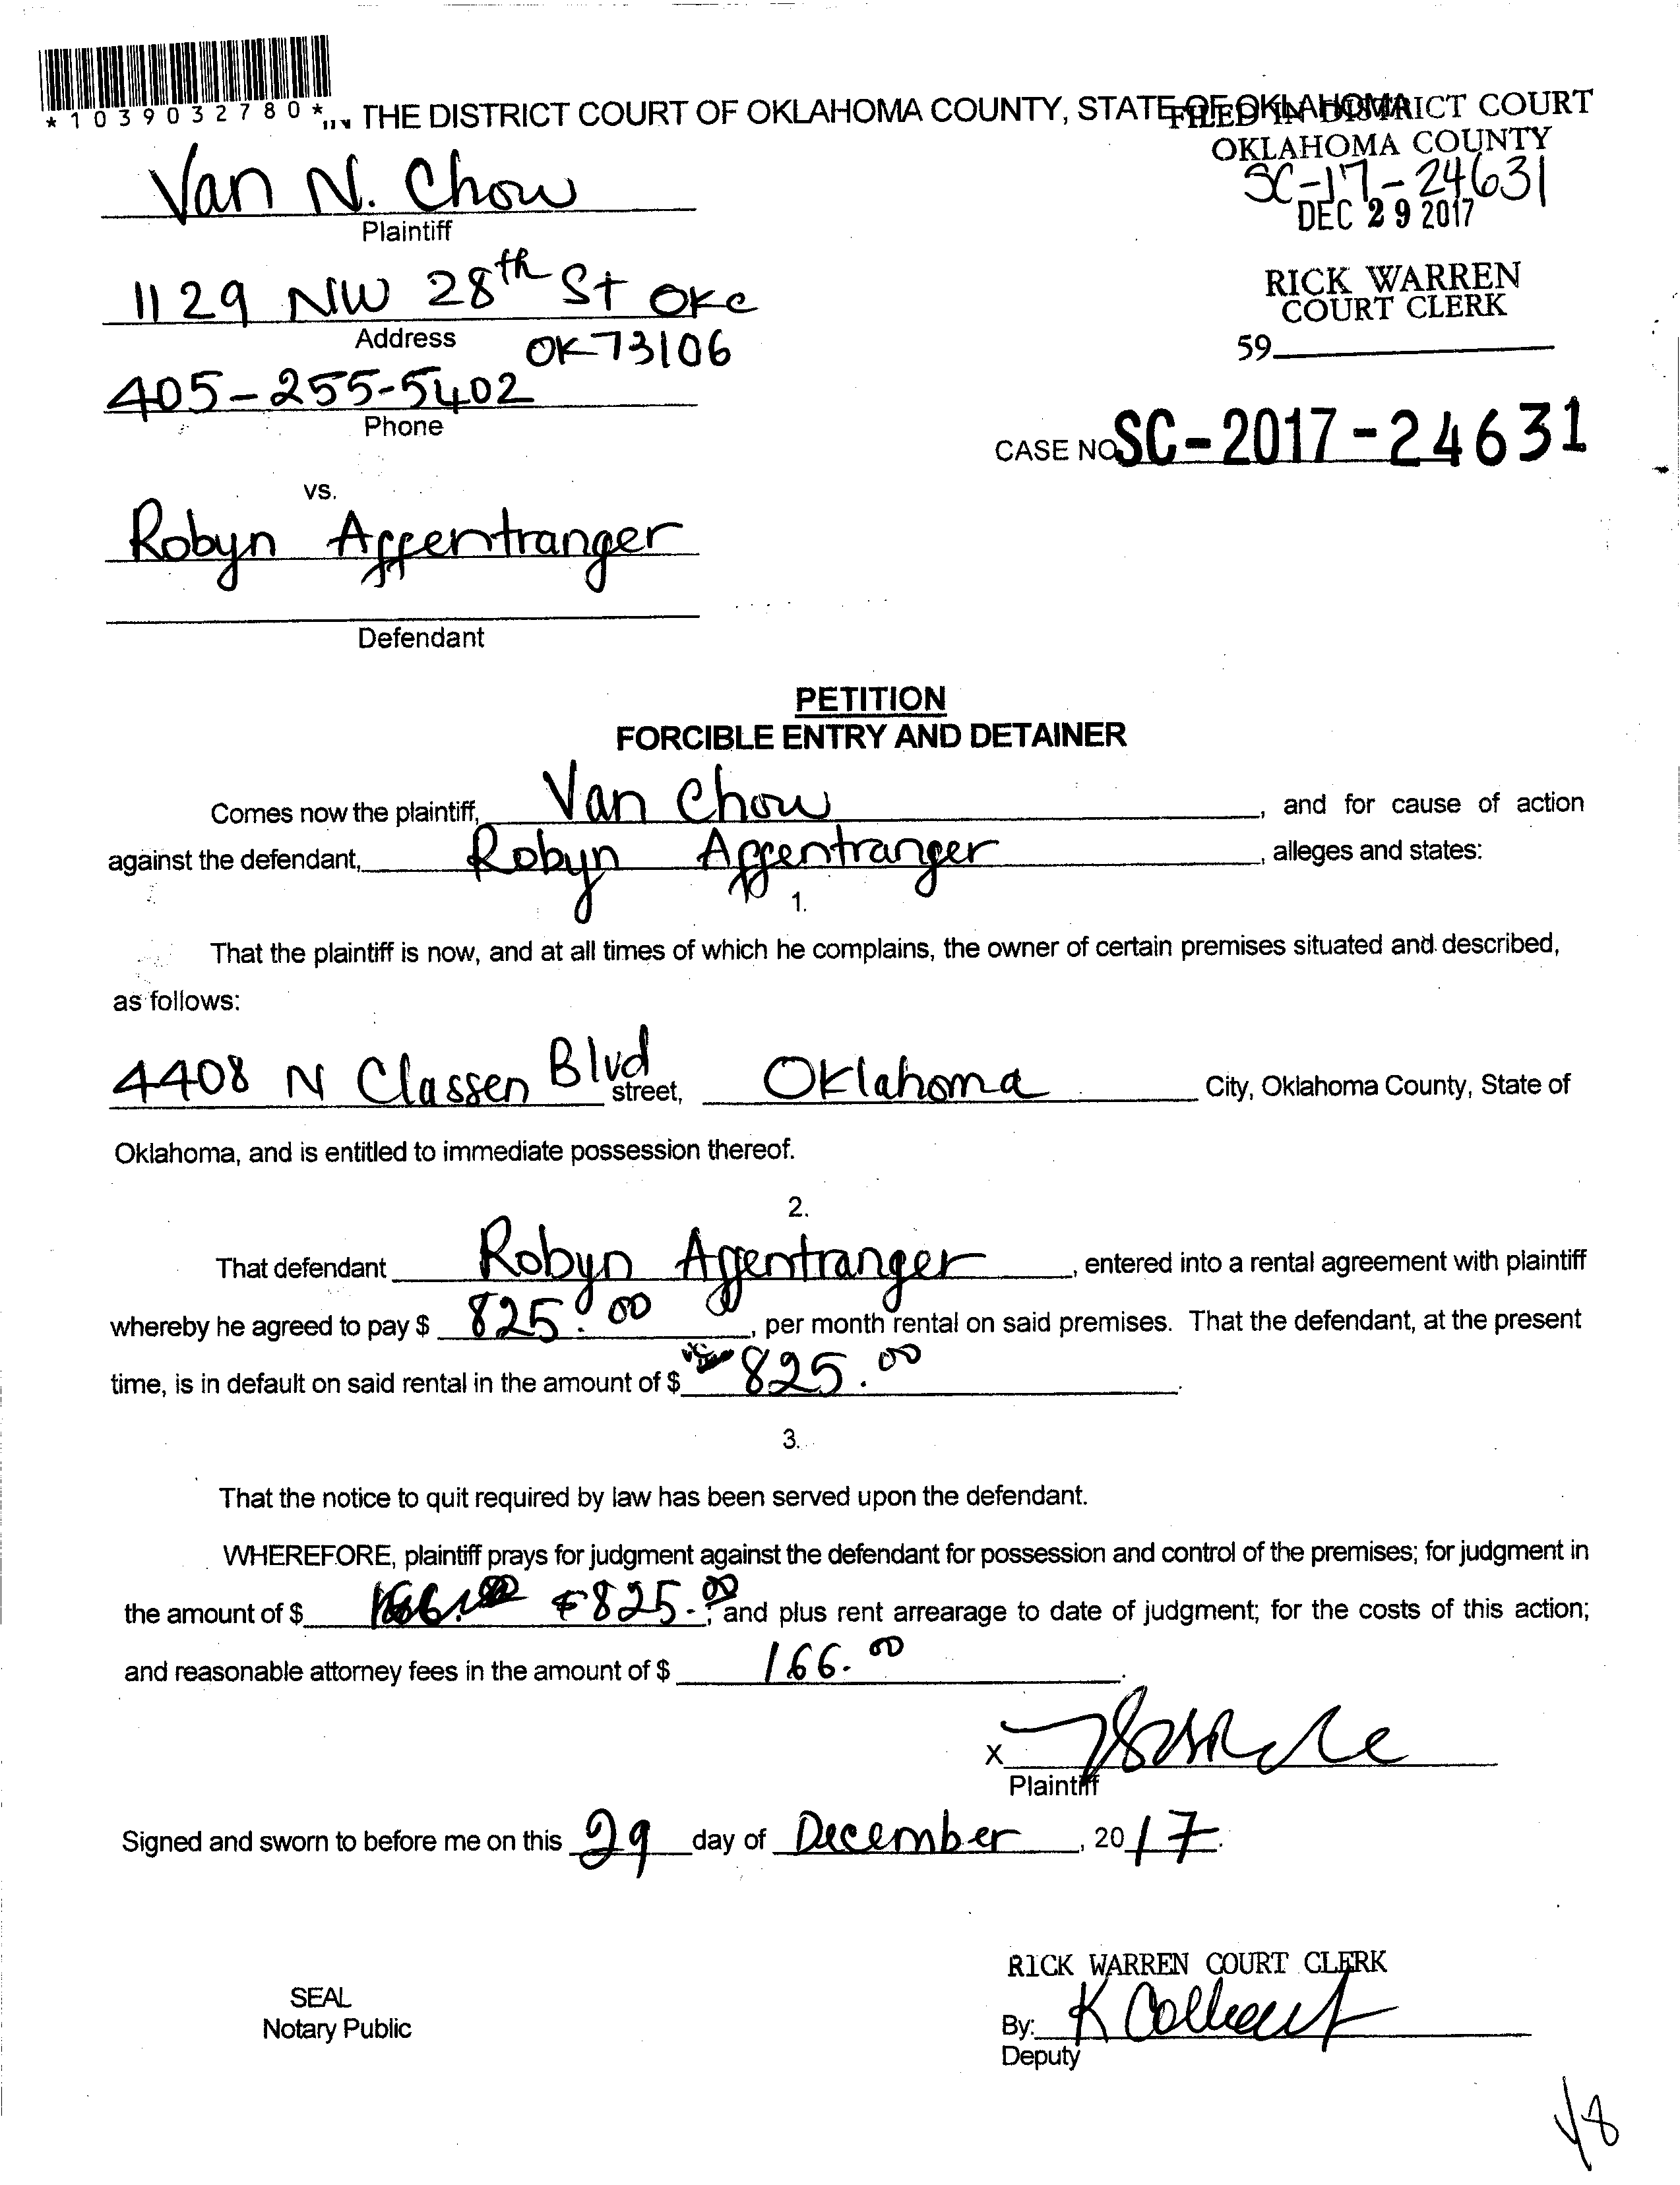 *1039032780*
THE DISTRICT COURT OF OKLAHOMA COUNTY, STATE OF OKLAHOMA
FILED IN DISTRICT COURT
OKLAHOMA COUNTY
SC-17-24631
DEC 29 2017
Van N. Chow
Plaintiff
1129 NW 28th St OKC
Address
OK 73106
405-255-5402
Phone
RICK WARREN
COURT CLERK
59
CASE NO SC-2017-24631
vs.
Robyn Affentranger
Defendant
PETITION
FORCIBLE ENTRY AND DETAINER
Comes now the plaintiff, Van Chow, and for cause of action
against the defendant, Robyn Affentranger, alleges and states:
1.
That the plaintiff is now, and at all times of which he complains, the owner of certain premises situated and described,
as follows:
4408 N Classen Blvd street, Oklahoma City, Oklahoma County, State of
Oklahoma, and is entitled to immediate possession thereof.
2.
That defendant Robyn Affentranger, entered into a rental agreement with plaintiff
whereby he agreed to pay $ 825.00, per month rental on said premises. That the defendant, at the present
time, is in default on said rental in the amount of $ 825.00.
3.
That the notice to quit required by law has been served upon the defendant.
WHEREFORE, plaintiff prays for judgment against the defendant for possession and control of the premises; for judgment in
the amount of $ 825.00; and plus rent arrearage to date of judgment; for the costs of this action;
and reasonable attorney fees in the amount of $ 166.00.
X
Plaintiff
Signed and sworn to before me on this 29 day of December, 2017.
RICK WARREN COURT CLERK
SEAL
Notary Public
By: K
Deputy